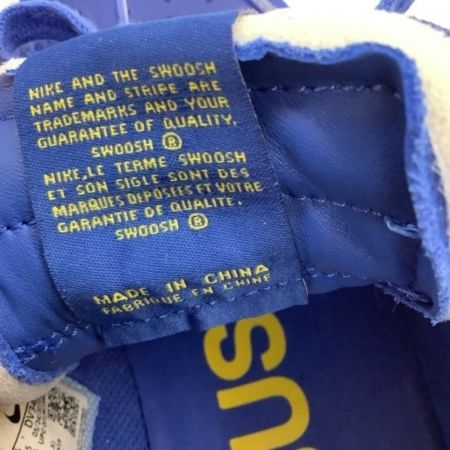 NIKE AND THE SWOOSH
NAME AND STRIPE ARE
TRADEMARKS AND YOUR
GUARANTEE OF QUALITY.
SWOOSH ®
NIKE, LE TERME SWOOSH
ET SON SIGLE SONT DES
MARQUES DEPOSÉES ET VOTRE
GARANTIE DE QUALITE.
SWOOSH ®
MADE IN CHINA
FABRIQUE EN CHINE
sn